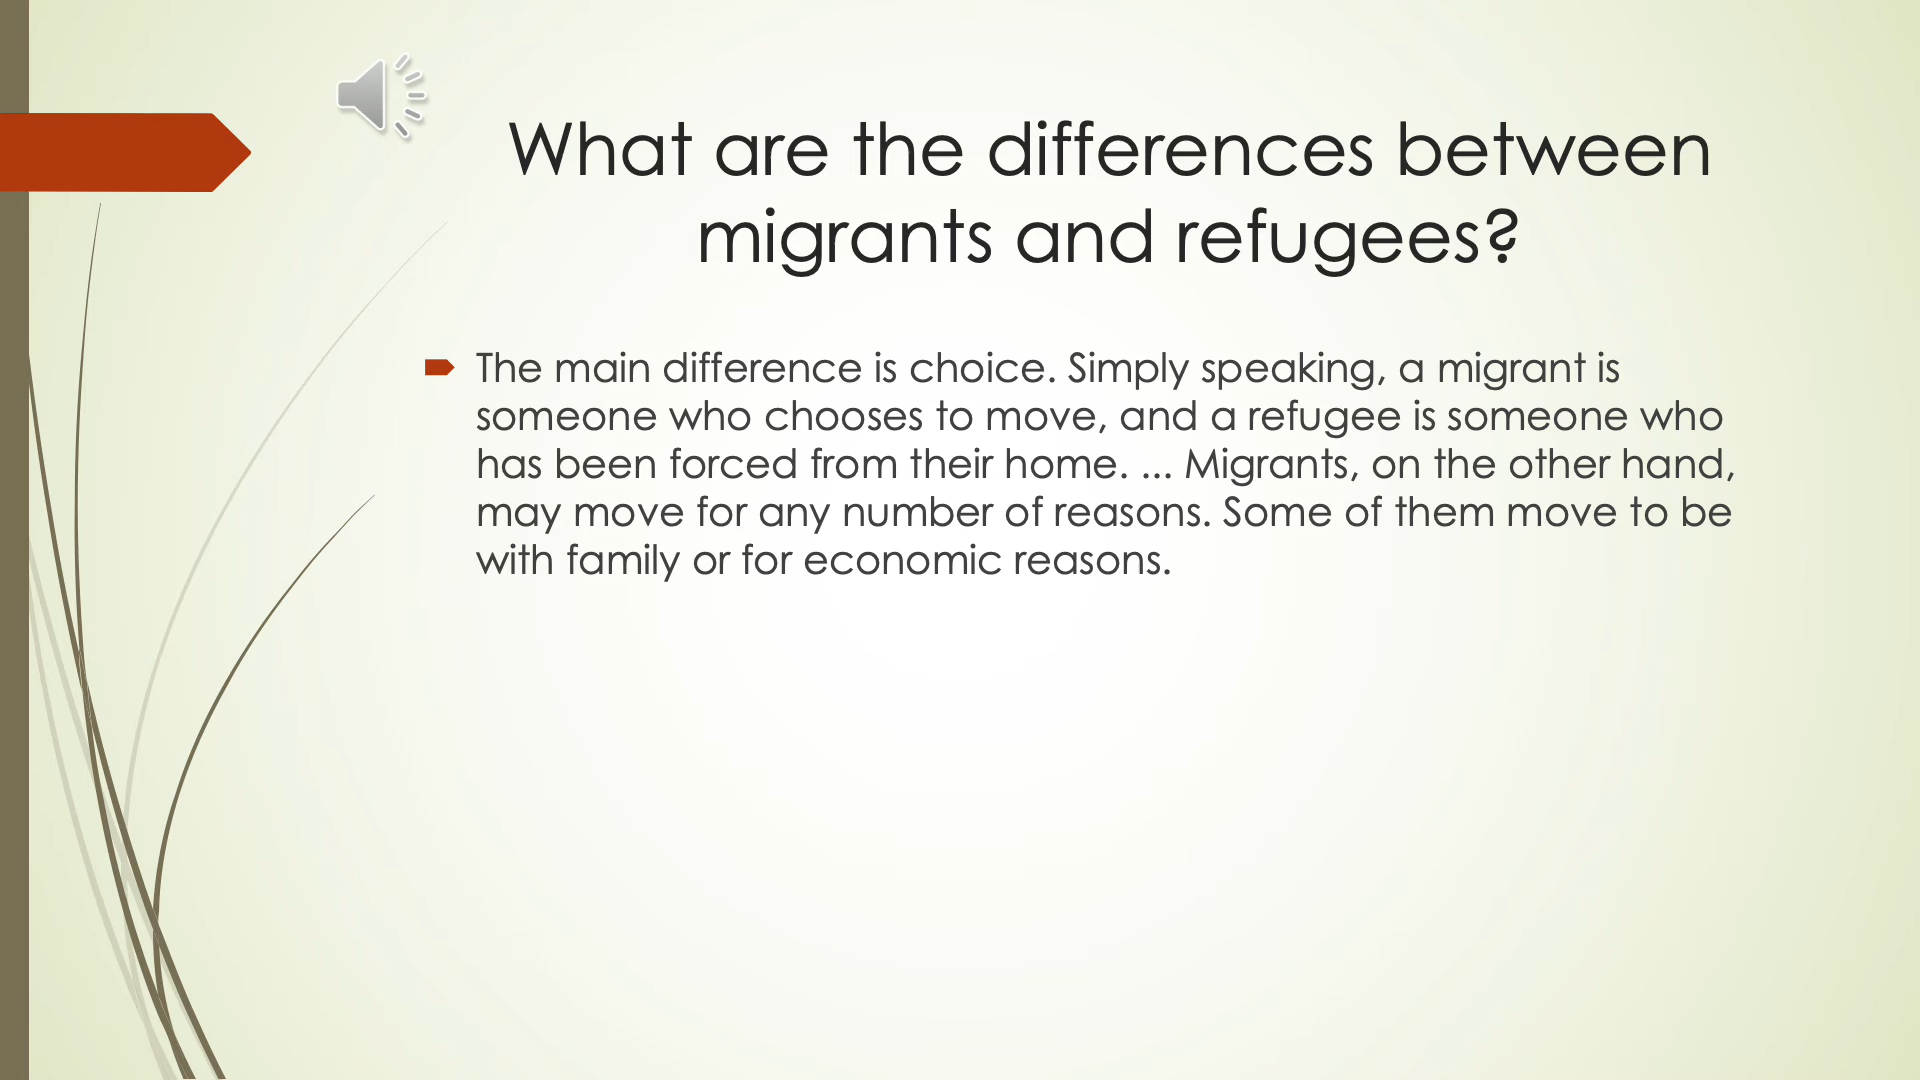 What are the differences between
migrants and refugees?
The main difference is choice. Simply speaking, a migrant is
someone who chooses to move, and a refugee is someone who
has been forced from their home. ... Migrants, on the other hand,
may move for any number of reasons. Some of them move to be
with family or for economic reasons.